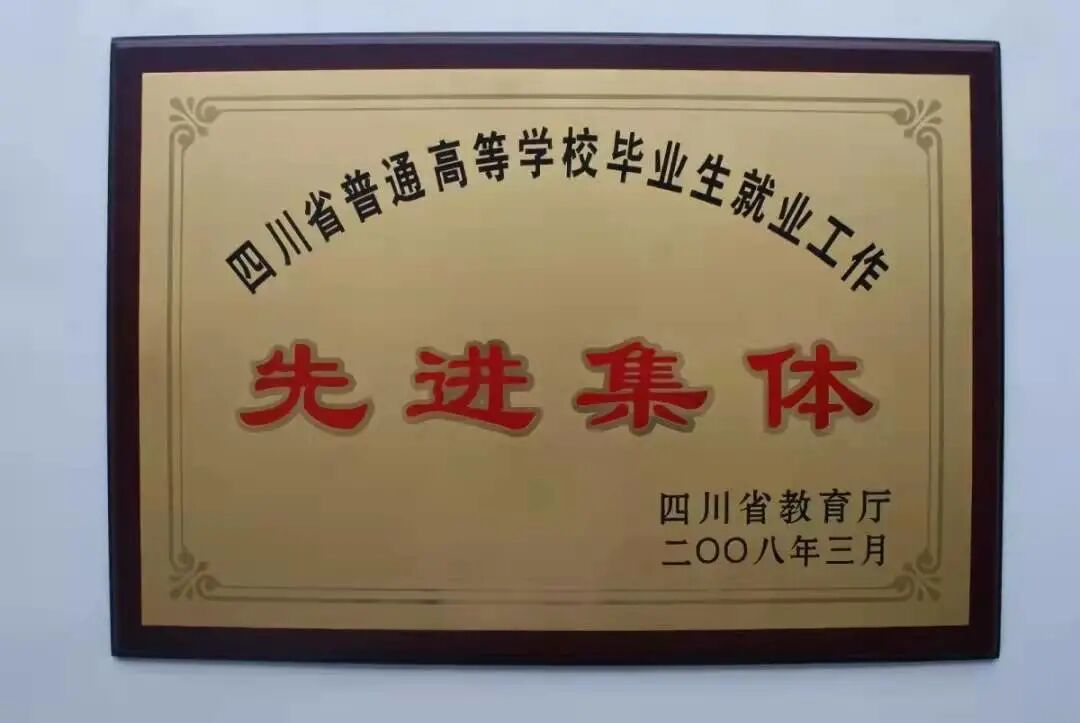 四川省普通高等学校毕业生就业工作
先进集体
四川省教育厅
二〇〇八年三月